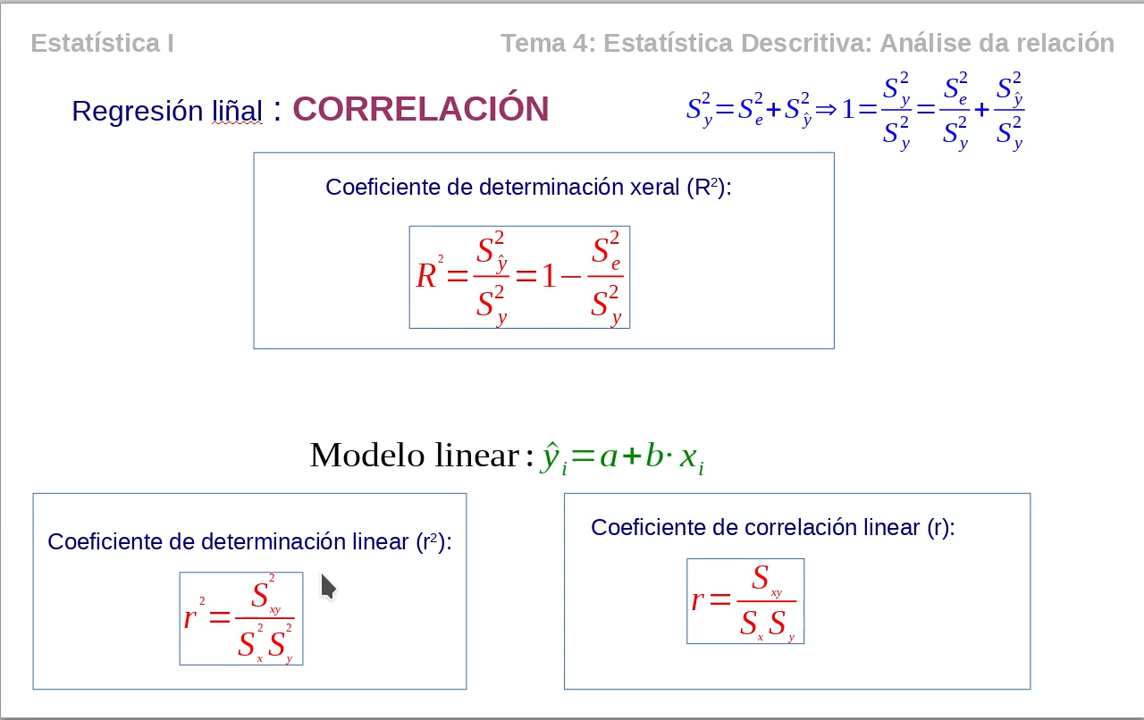 Estatística I
Tema 4: Estatística Descritiva: Análise da relación
Regresión liñal : CORRELACIÓN
S²_y = S²_e + S²_ŷ ⇒ 1 = S²_y / S²_y = S²_e / S²_y + S²_ŷ / S²_y
Coeficiente de determinación xeral (R²):
R² = S²_ŷ / S²_y = 1 − S²_e / S²_y
Modelo linear : ŷ_i = a + b · x_i
Coeficiente de determinación linear (r²):
r² = S²_xy / S²_x S²_y
Coeficiente de correlación linear (r):
r = S_xy / S_x S_y